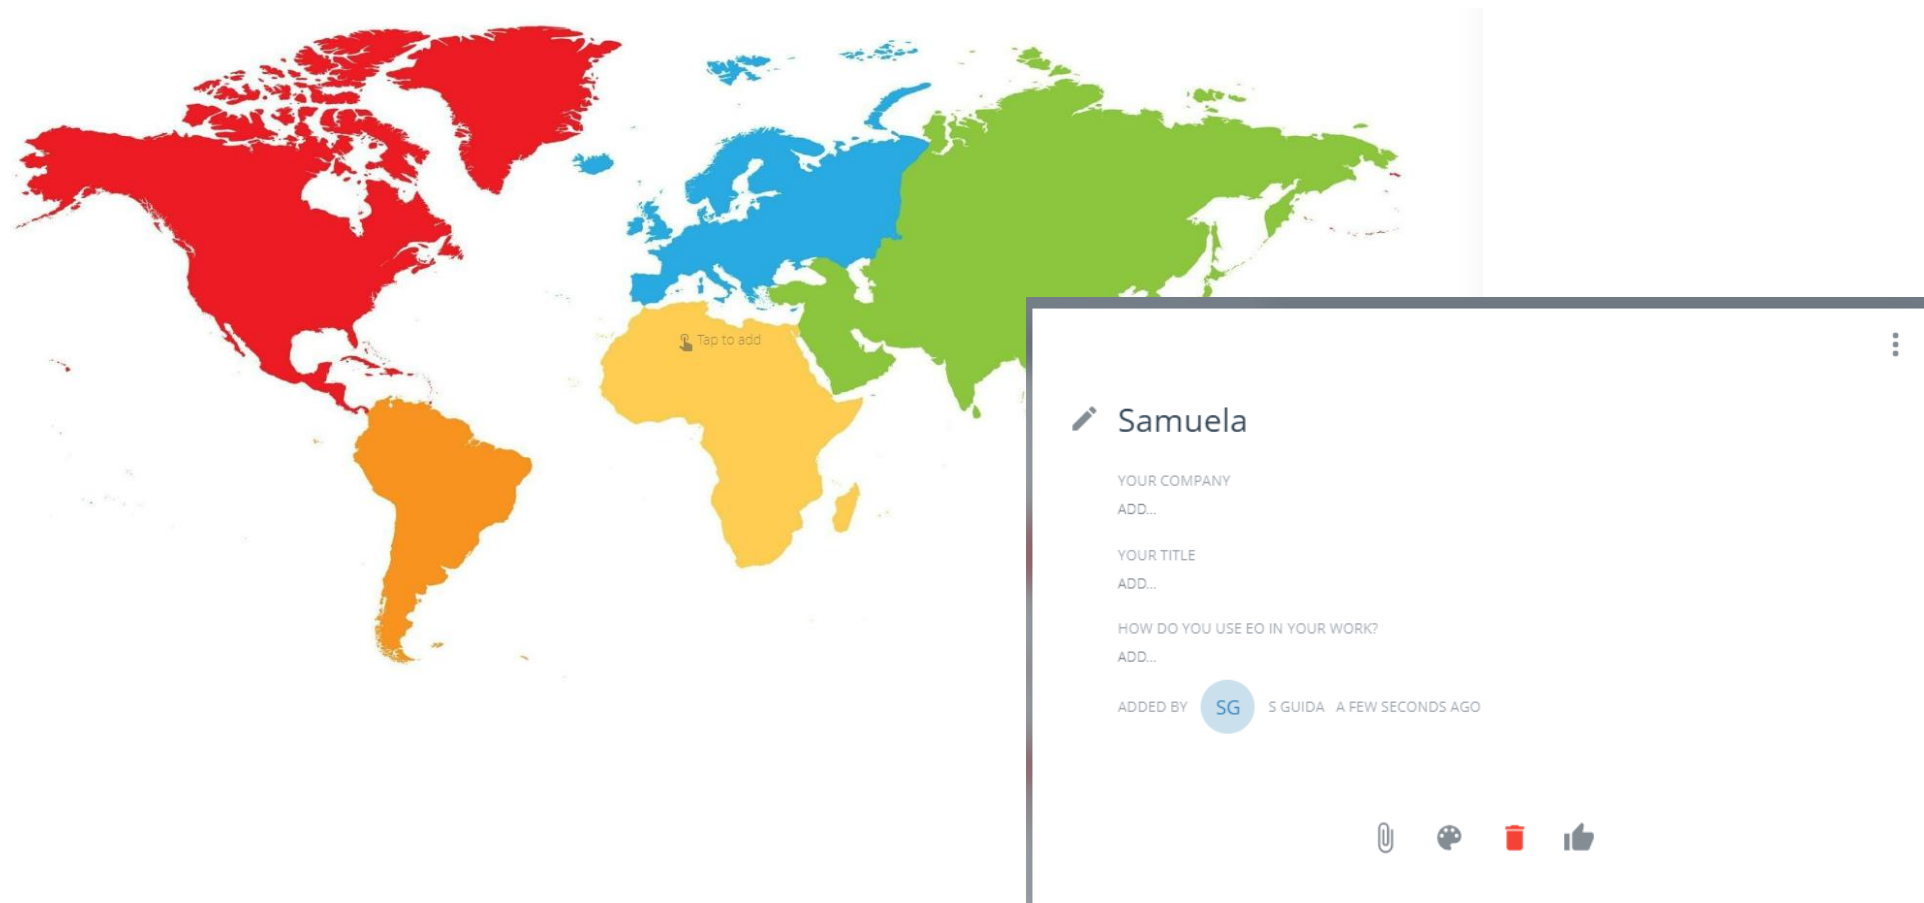 Tap to add
Samuela
YOUR COMPANY
ADD...
YOUR TITLE
ADD...
HOW DO YOU USE EO IN YOUR WORK?
ADD...
ADDED BY SG S GUIDA A FEW SECONDS AGO